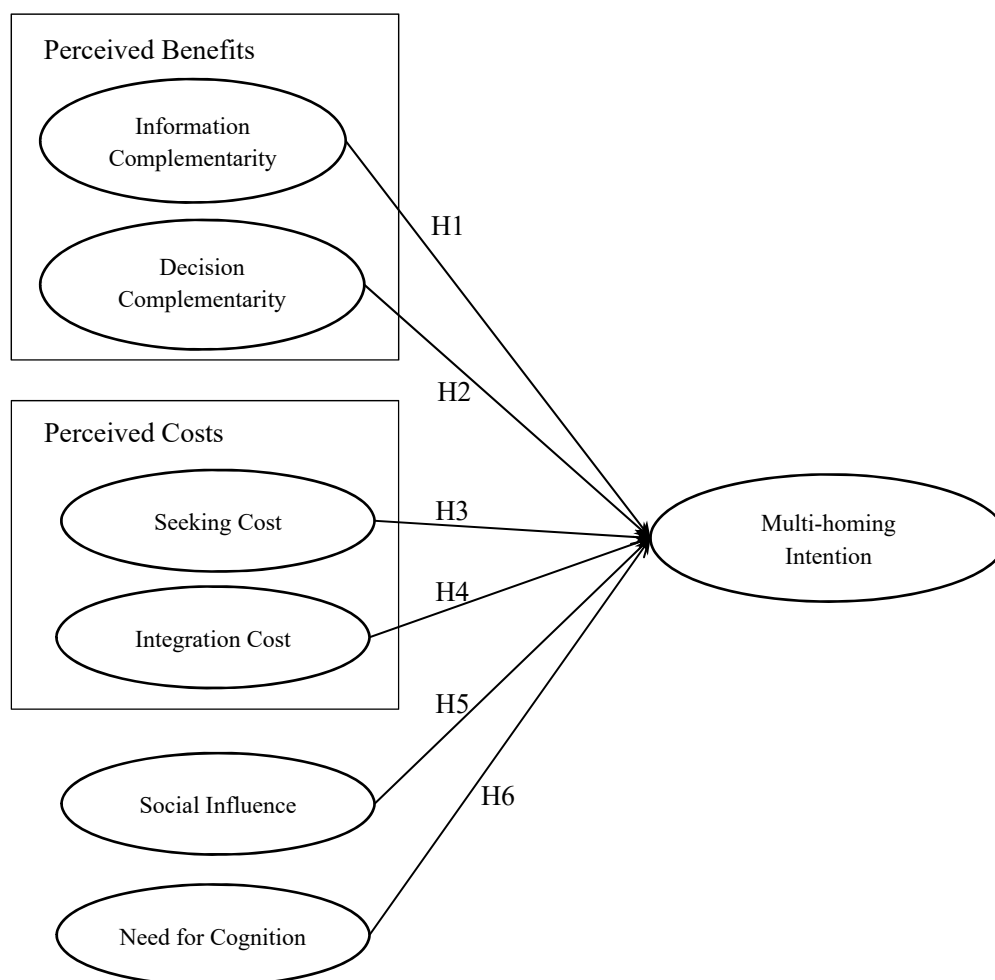 Perceived Benefits
Information
Complementarity
H1
Decision
Complementarity
H2
Perceived Costs
Seeking Cost
H3
Multi-homing
Intention
H4
Integration Cost
H5
Social Influence
H6
Need for Cognition